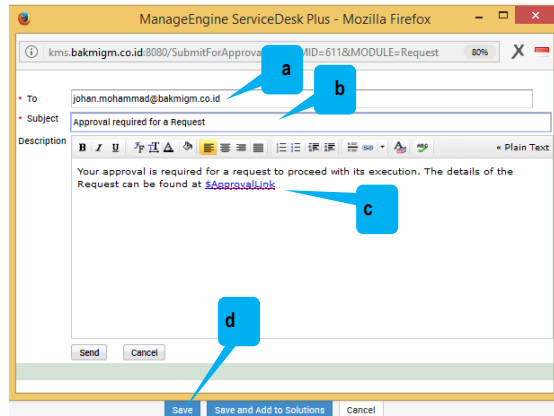 ManageEngine ServiceDesk Plus - Mozilla Firefox
kms.bakmigm.co.id:8080/SubmitForApprova MID=611&MODULE=Request 80%
a
* To johan.mohammad@bakmigm.co.id
b
* Subject Approval required for a Request
Description B I U « Plain Text
Your approval is required for a request to proceed with its execution. The details of the
Request can be found at $ApprovalLink
c
d
Send Cancel
Save Save and Add to Solutions Cancel